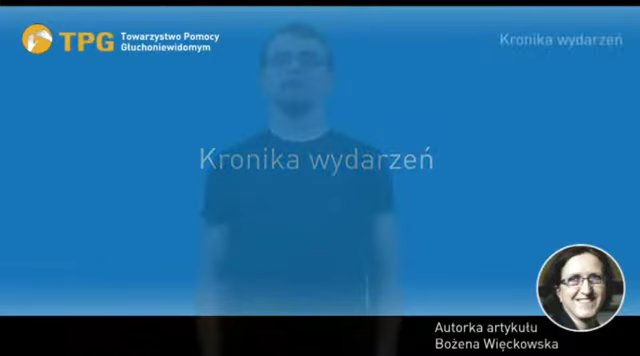 TPG
Towarzystwo Pomocy
Głuchoniewidomym
Kronika wydarzeń
Kronika wydarzeń
Autorka artykułu
Bożena Więckowska